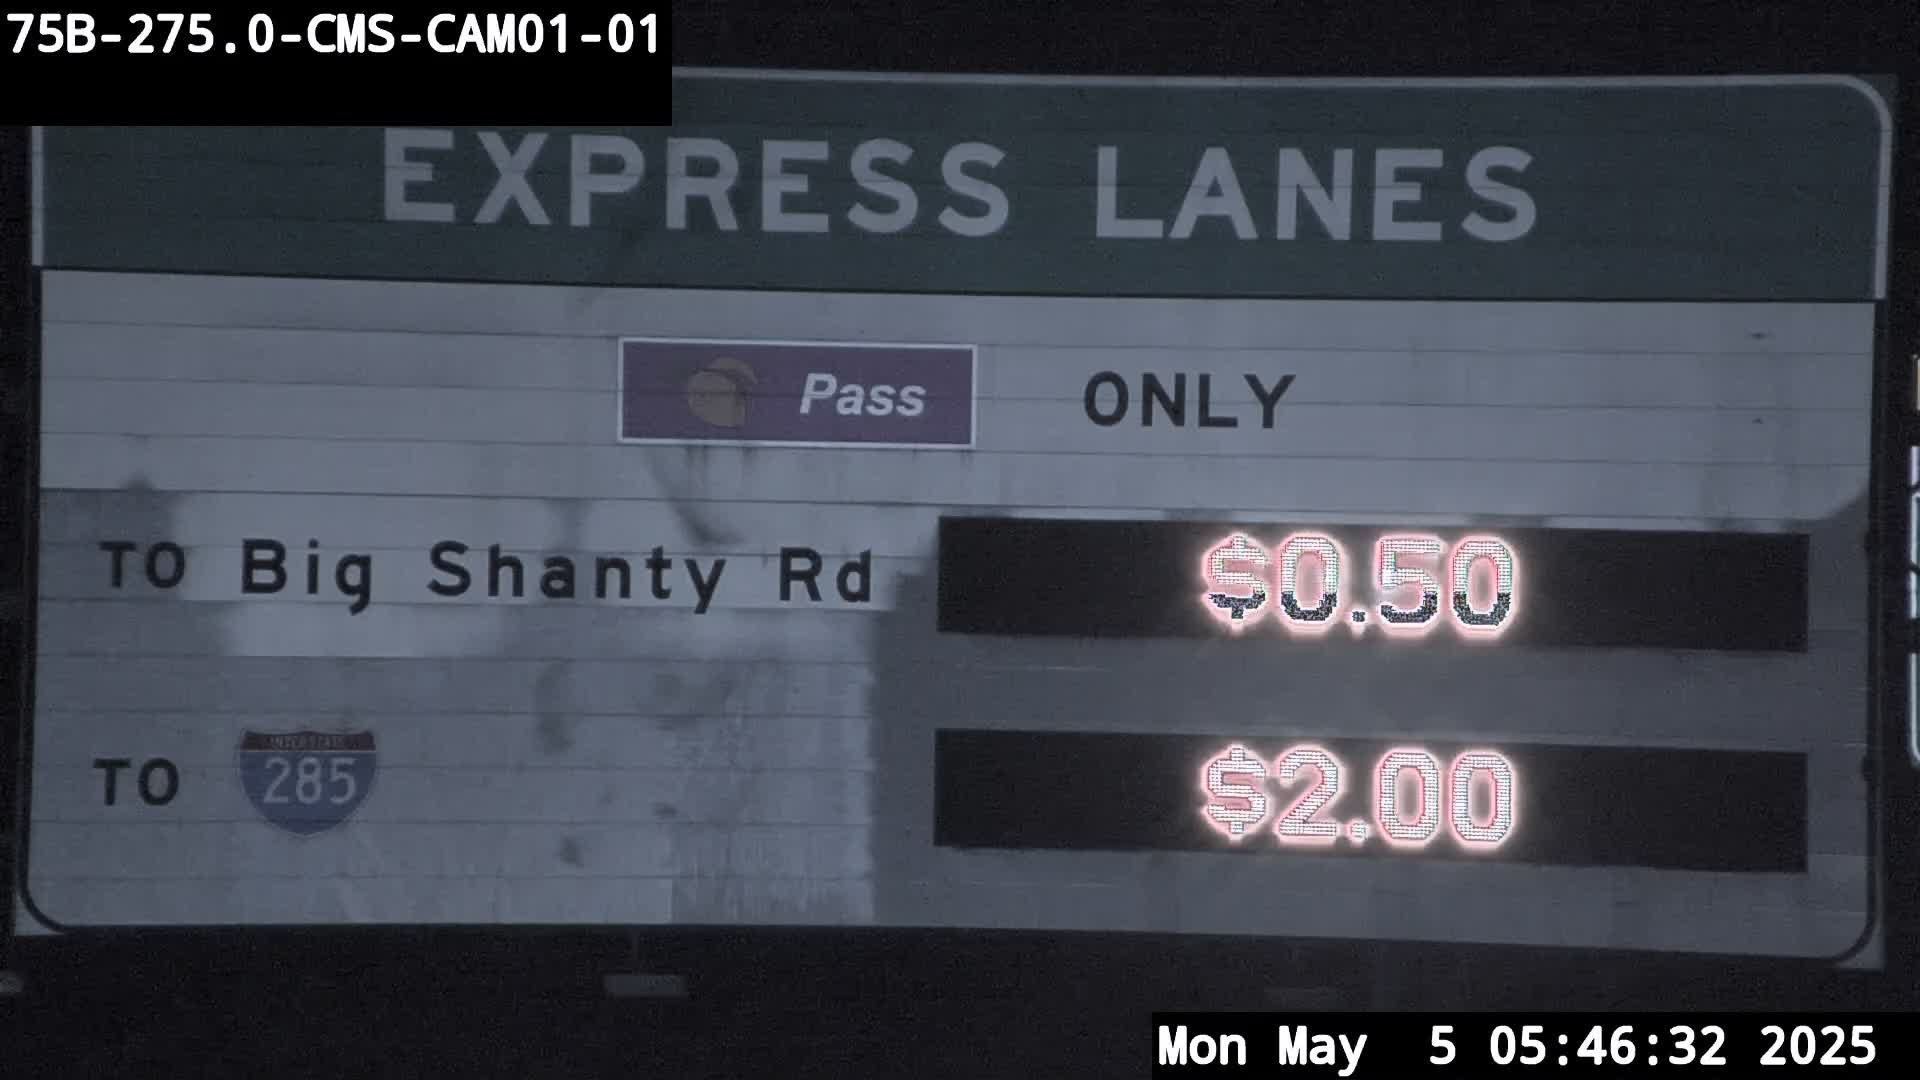 75B-275.0-CMS-CAM01-01
EXPRESS LANES
Pass ONLY
TO Big Shanty Rd $0.50
INTERSTATE
TO 285 $2.00
Mon May 5 05:46:32 2025